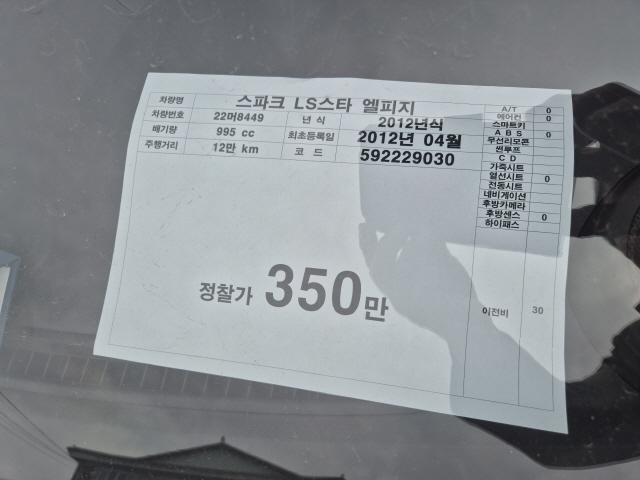 차량명 스파크 LS스타 엘피지
차량번호 22머8449 년 식 2012년식
배기량 995 cc 최초등록일 2012년 04월
주행거리 12만 km 코 드 592229030
A/T 0
에어컨 0
스마트키
A B S 0
무선리모콘
썬루프
C D
가죽시트
열선시트 0
전동시트
네비게이션
후방카메라
후방센스 0
하이패스
정찰가 350만
이전비 30